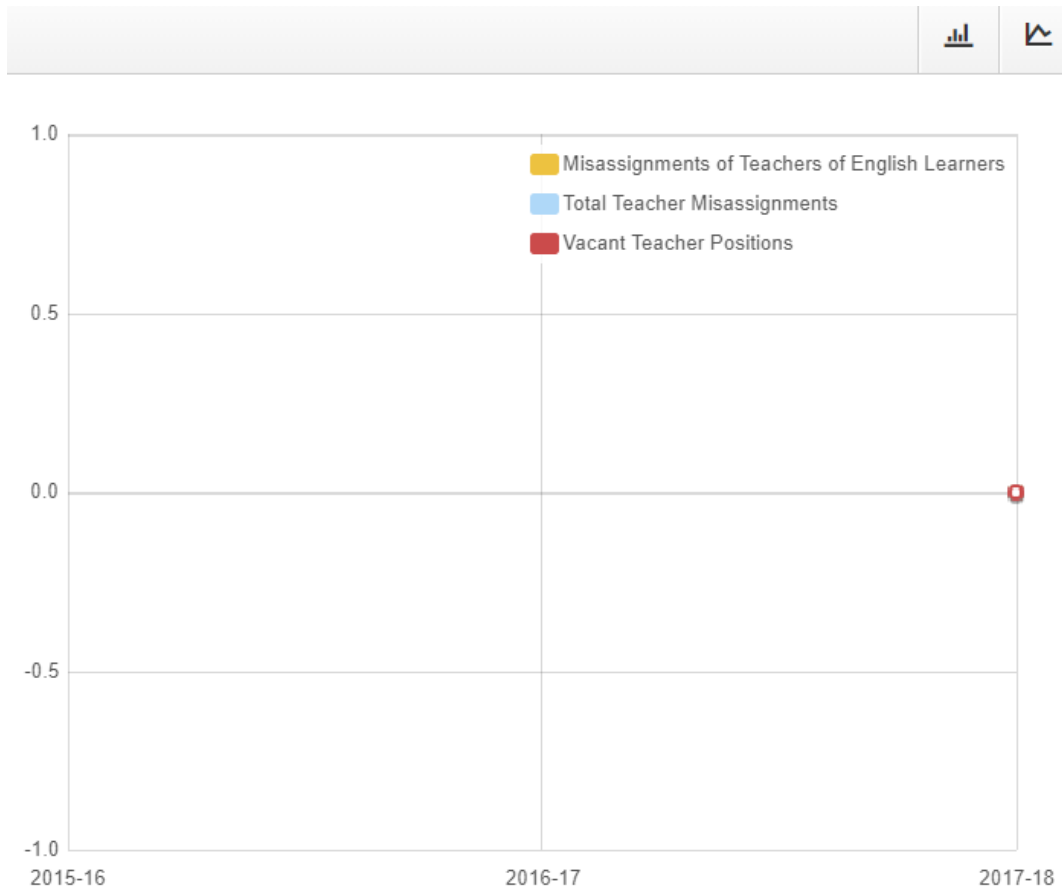 1.0
Misassignments of Teachers of English Learners
Total Teacher Misassignments
Vacant Teacher Positions
0.5
0.0
-0.5
-1.0
2015-16 2016-17 2017-18